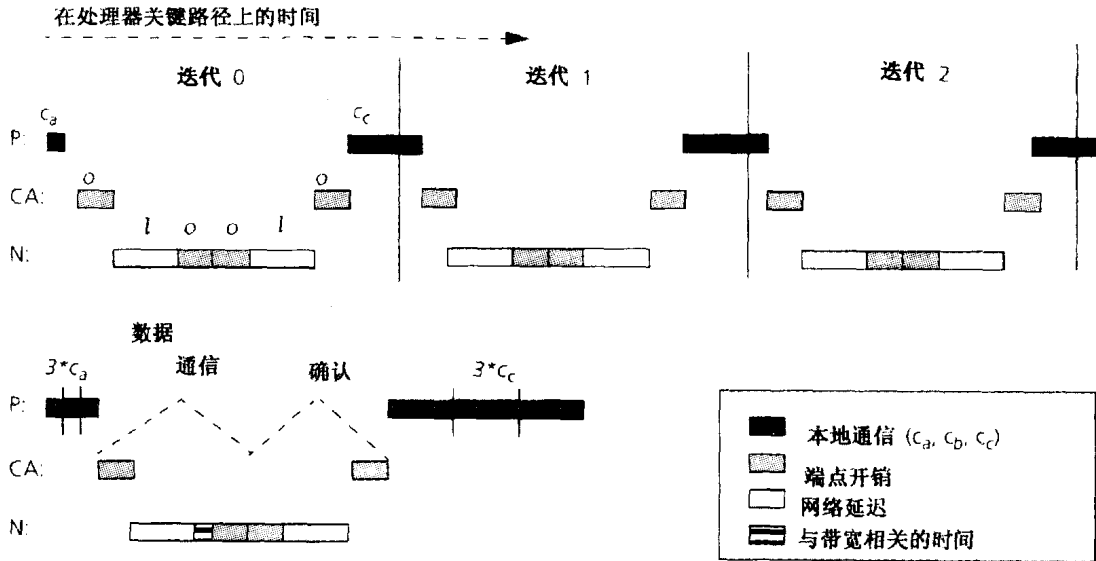 在处理器关键路径上的时间
迭代 0
迭代 1
迭代 2
c_a
c_c
P:
o
o
CA:
l o o l
N:
数据
3*c_a
通信
确认
3*c_c
P:
CA:
N:
本地通信 (c_a, c_b, c_c)
端点开销
网络延迟
与带宽相关的时间